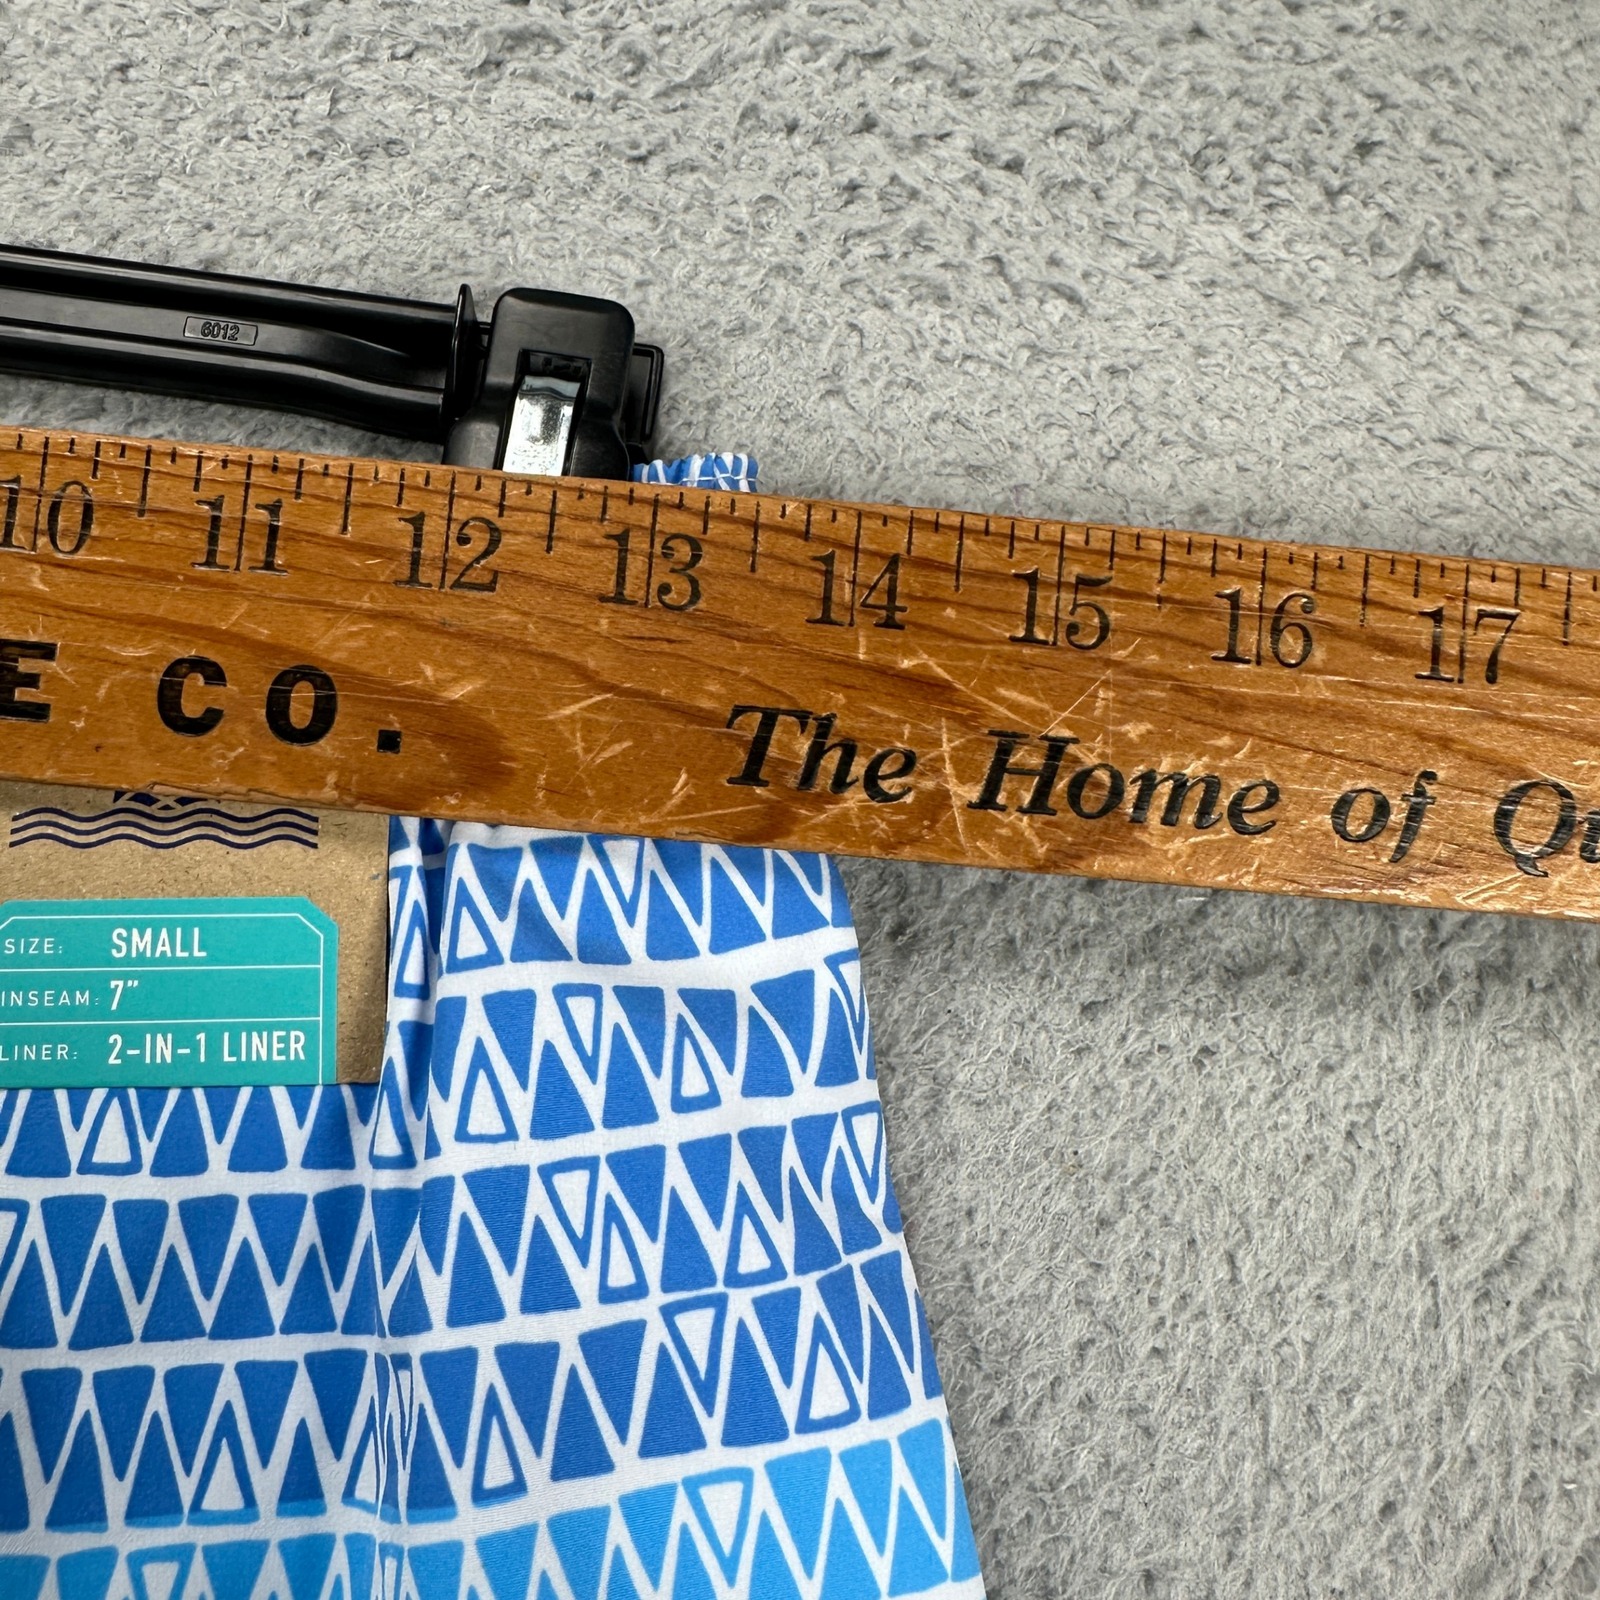 6012
10 11 12 13 14 15 16 17
E CO. The Home of Qu
SIZE: SMALL
INSEAM: 7"
LINER: 2-IN-1 LINER